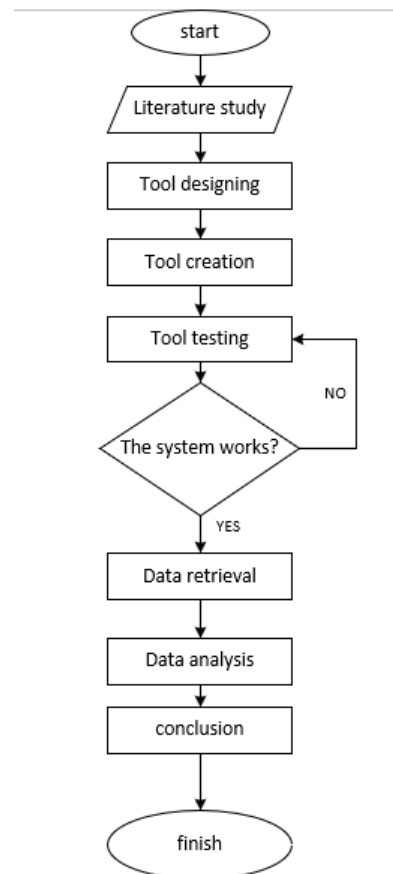 start
Literature study
Tool designing
Tool creation
Tool testing
NO
The system works?
YES
Data retrieval
Data analysis
conclusion
finish